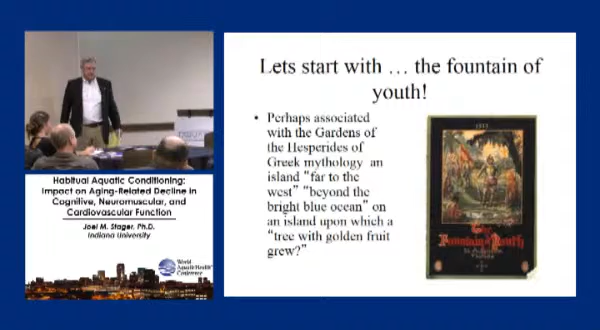 Lets start with … the fountain of
youth!
• Perhaps associated
with the Gardens of
the Hesperides of
Greek mythology an
island “far to the
west” “beyond the
bright blue ocean” on
an island upon which a
“tree with golden fruit
grew?”
The
Fountain of Youth
Habitual Aquatic Conditioning:
Impact on Aging-Related Decline in
Cognitive, Neuromuscular, and
Cardiovascular Function
Joel M. Stager, Ph.D.
Indiana University
World
Aquatic Health
Conference